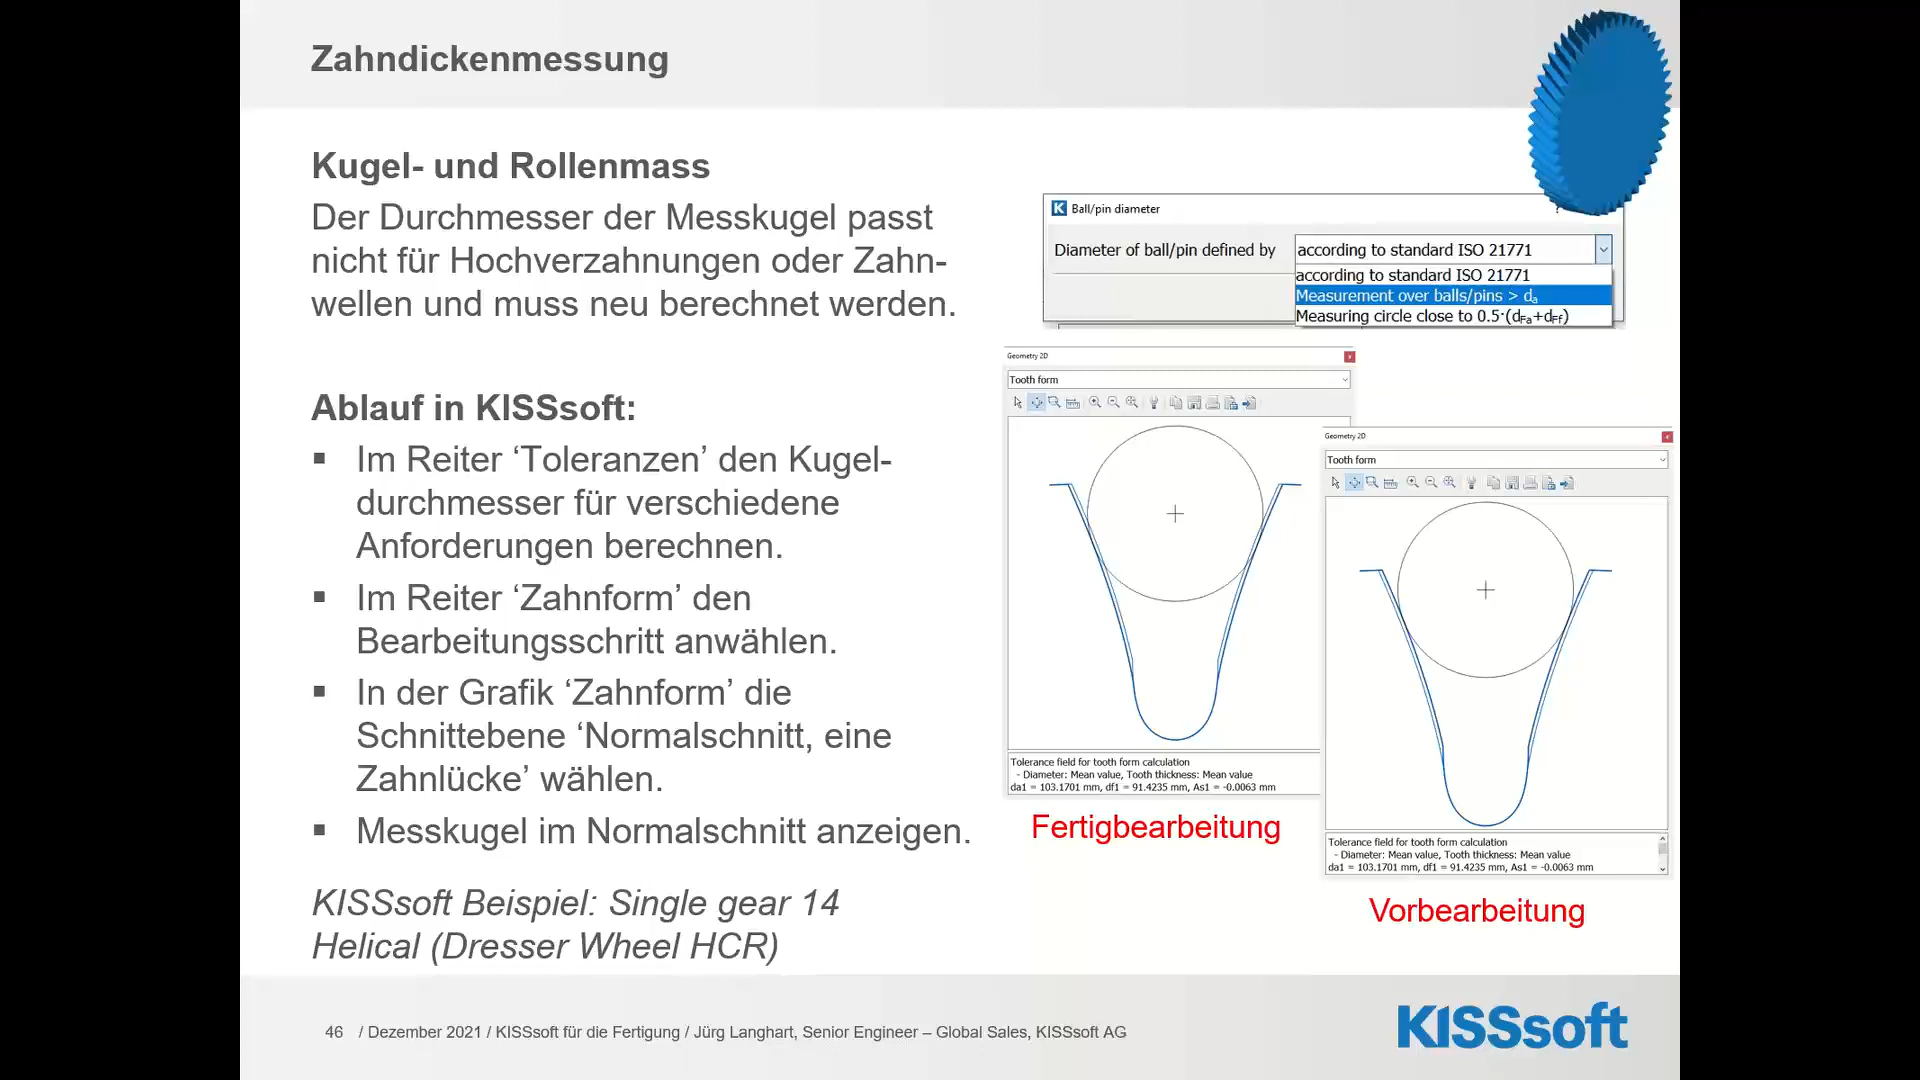 Zahndickenmessung
Kugel- und Rollenmass
Der Durchmesser der Messkugel passt
nicht für Hochverzahnungen oder Zahn-
wellen und muss neu berechnet werden.
Ablauf in KISSsoft:
▪ Im Reiter ‘Toleranzen’ den Kugel-
durchmesser für verschiedene
Anforderungen berechnen.
▪ Im Reiter ‘Zahnform’ den
Bearbeitungsschritt anwählen.
▪ In der Grafik ‘Zahnform’ die
Schnittebene ‘Normalschnitt, eine
Zahnlücke’ wählen.
▪ Messkugel im Normalschnitt anzeigen.
KISSsoft Beispiel: Single gear 14
Helical (Dresser Wheel HCR)
K Ball/pin diameter ?
Diameter of ball/pin defined by according to standard ISO 21771
according to standard ISO 21771
Measurement over balls/pins > da
Measuring circle close to 0.5·(dFa+dFf)
Geometry 2D
Tooth form
Tolerance field for tooth form calculation
- Diameter: Mean value, Tooth thickness: Mean value
da1 = 103.1701 mm, df1 = 91.4235 mm, As1 = -0.0063 mm
Fertigbearbeitung
Geometry 2D
Tooth form
Tolerance field for tooth form calculation
- Diameter: Mean value, Tooth thickness: Mean value
da1 = 103.1701 mm, df1 = 91.4235 mm, As1 = -0.0063 mm
Vorbearbeitung
46 / Dezember 2021 / KISSsoft für die Fertigung / Jürg Langhart, Senior Engineer – Global Sales, KISSsoft AG
KISSsoft